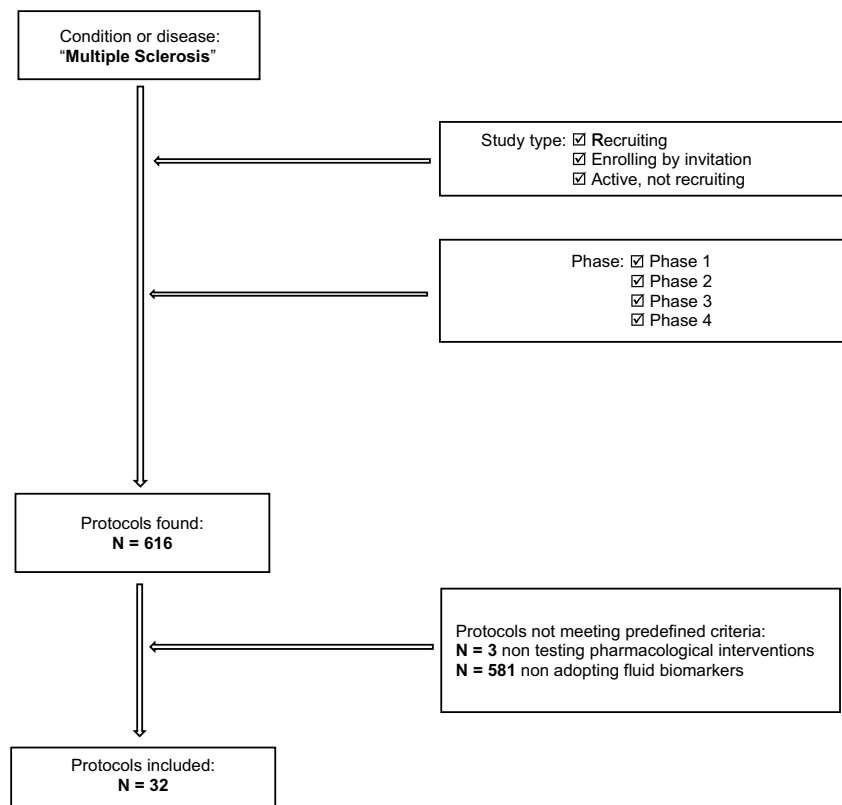 Condition or disease:
“Multiple Sclerosis”
Study type: ☑ Recruiting
☑ Enrolling by invitation
☑ Active, not recruiting
Phase: ☑ Phase 1
☑ Phase 2
☑ Phase 3
☑ Phase 4
Protocols found:
N = 616
Protocols not meeting predefined criteria:
N = 3 non testing pharmacological interventions
N = 581 non adopting fluid biomarkers
Protocols included:
N = 32